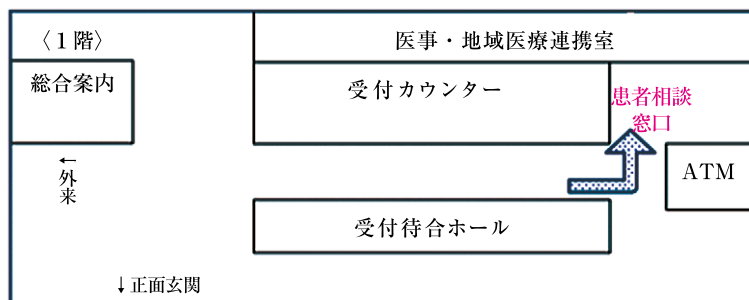 〈１階〉
医事・地域医療連携室
総合案内
受付カウンター
患者相談
窓口
ATM
←
外
来
受付待合ホール
↓正面玄関